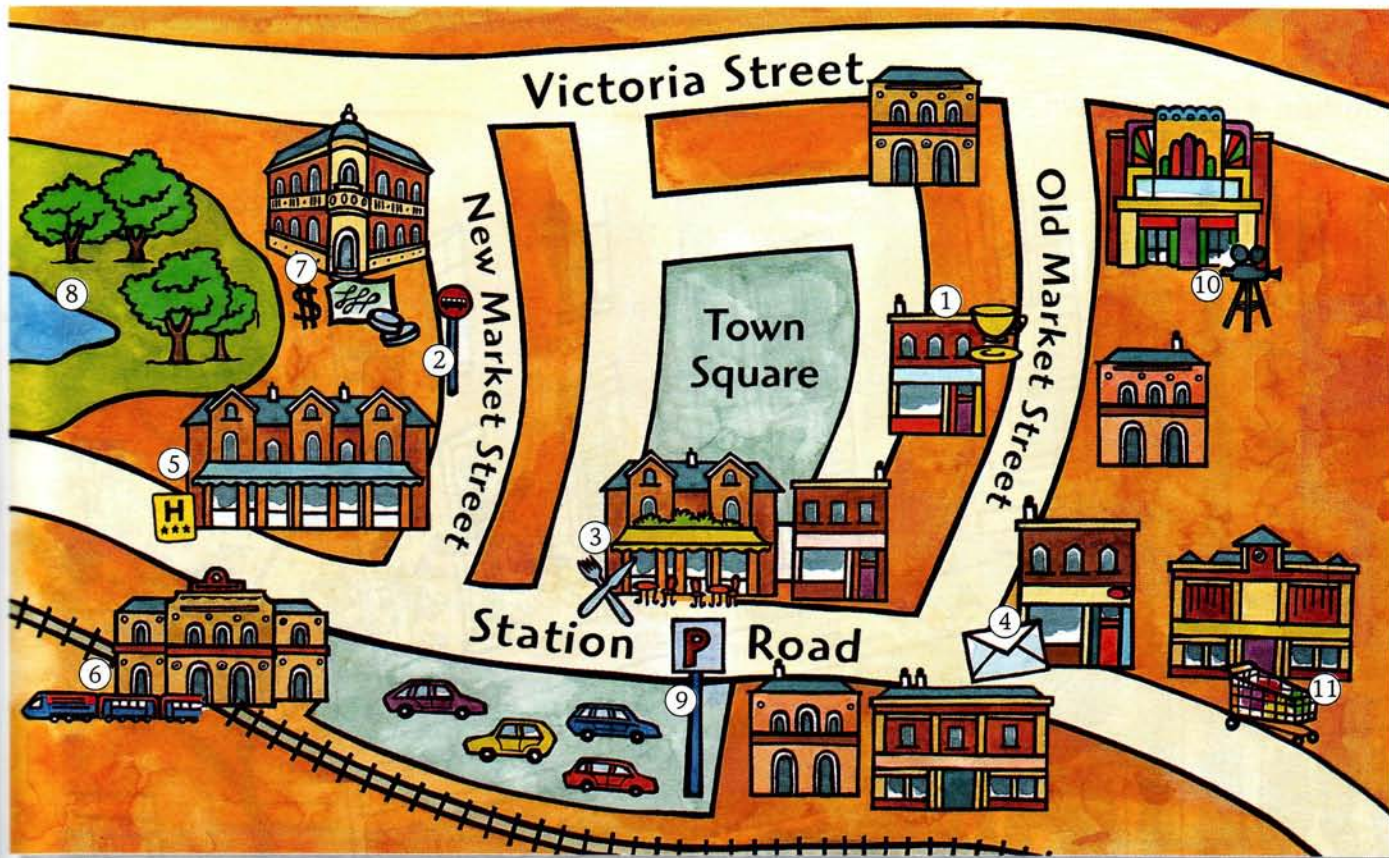 Victoria Street
New Market Street
Old Market Street
Town
Square
Station Road
1
2
3
4
5
6
7
8
9
10
11
$
H
***
P